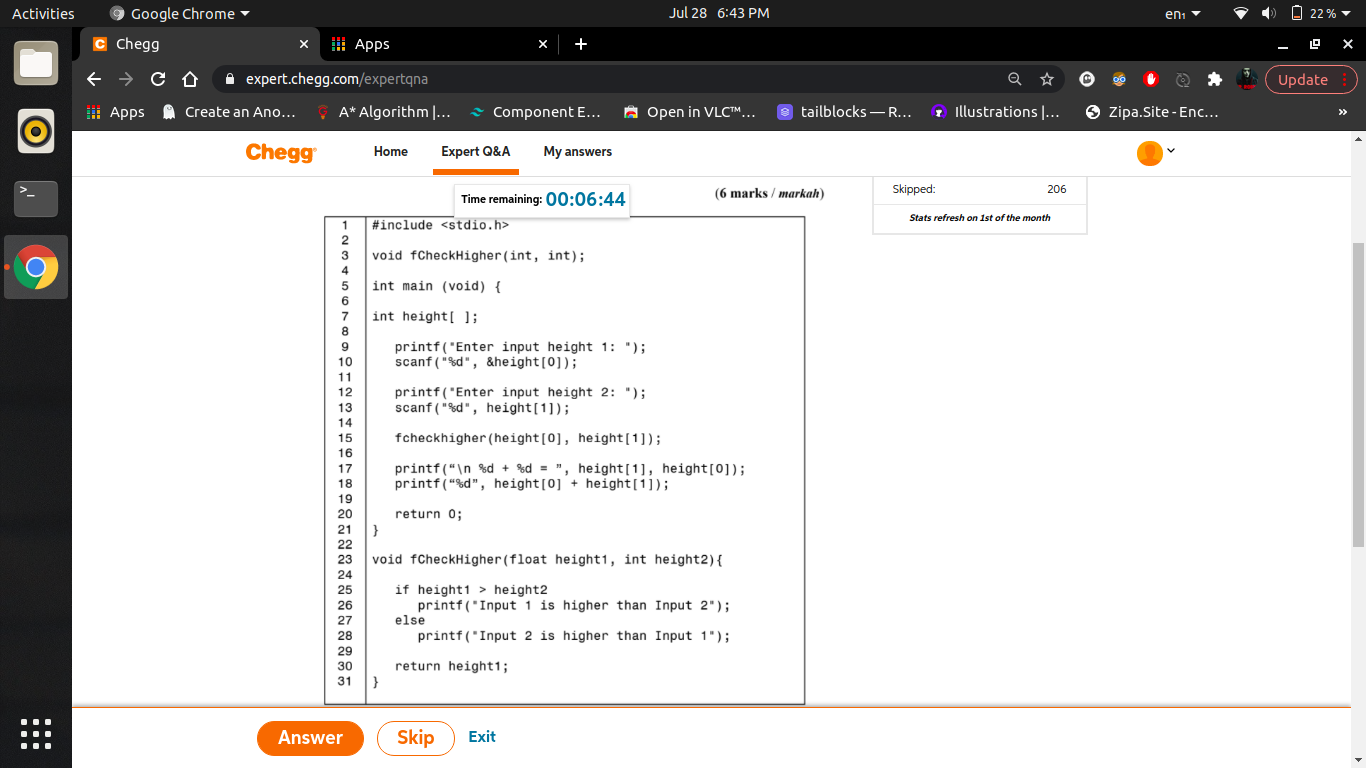 Activities
Google Chrome
Jul 28 6:43 PM
en₁
22 %
Chegg
Apps
expert.chegg.com/expertqna
Update
Apps
Create an Ano...
A* Algorithm |...
Component E...
Open in VLC™...
tailblocks — R...
Illustrations |...
Zipa.Site - Enc...
»
Chegg
Home
Expert Q&A
My answers
Time remaining: 00:06:44
(6 marks / markah)
Skipped: 206
Stats refresh on 1st of the month
1 #include <stdio.h>
2
3 void fCheckHigher(int, int);
4
5 int main (void) {
6
7 int height[ ];
8
9 printf("Enter input height 1: ");
10 scanf("%d", &height[0]);
11
12 printf("Enter input height 2: ");
13 scanf("%d", height[1]);
14
15 fcheckhigher(height[0], height[1]);
16
17 printf(“\n %d + %d = ”, height[1], height[0]);
18 printf(“%d”, height[0] + height[1]);
19
20 return 0;
21 }
22
23 void fCheckHigher(float height1, int height2){
24
25 if height1 > height2
26 printf("Input 1 is higher than Input 2");
27 else
28 printf("Input 2 is higher than Input 1");
29
30 return height1;
31 }
Answer
Skip
Exit